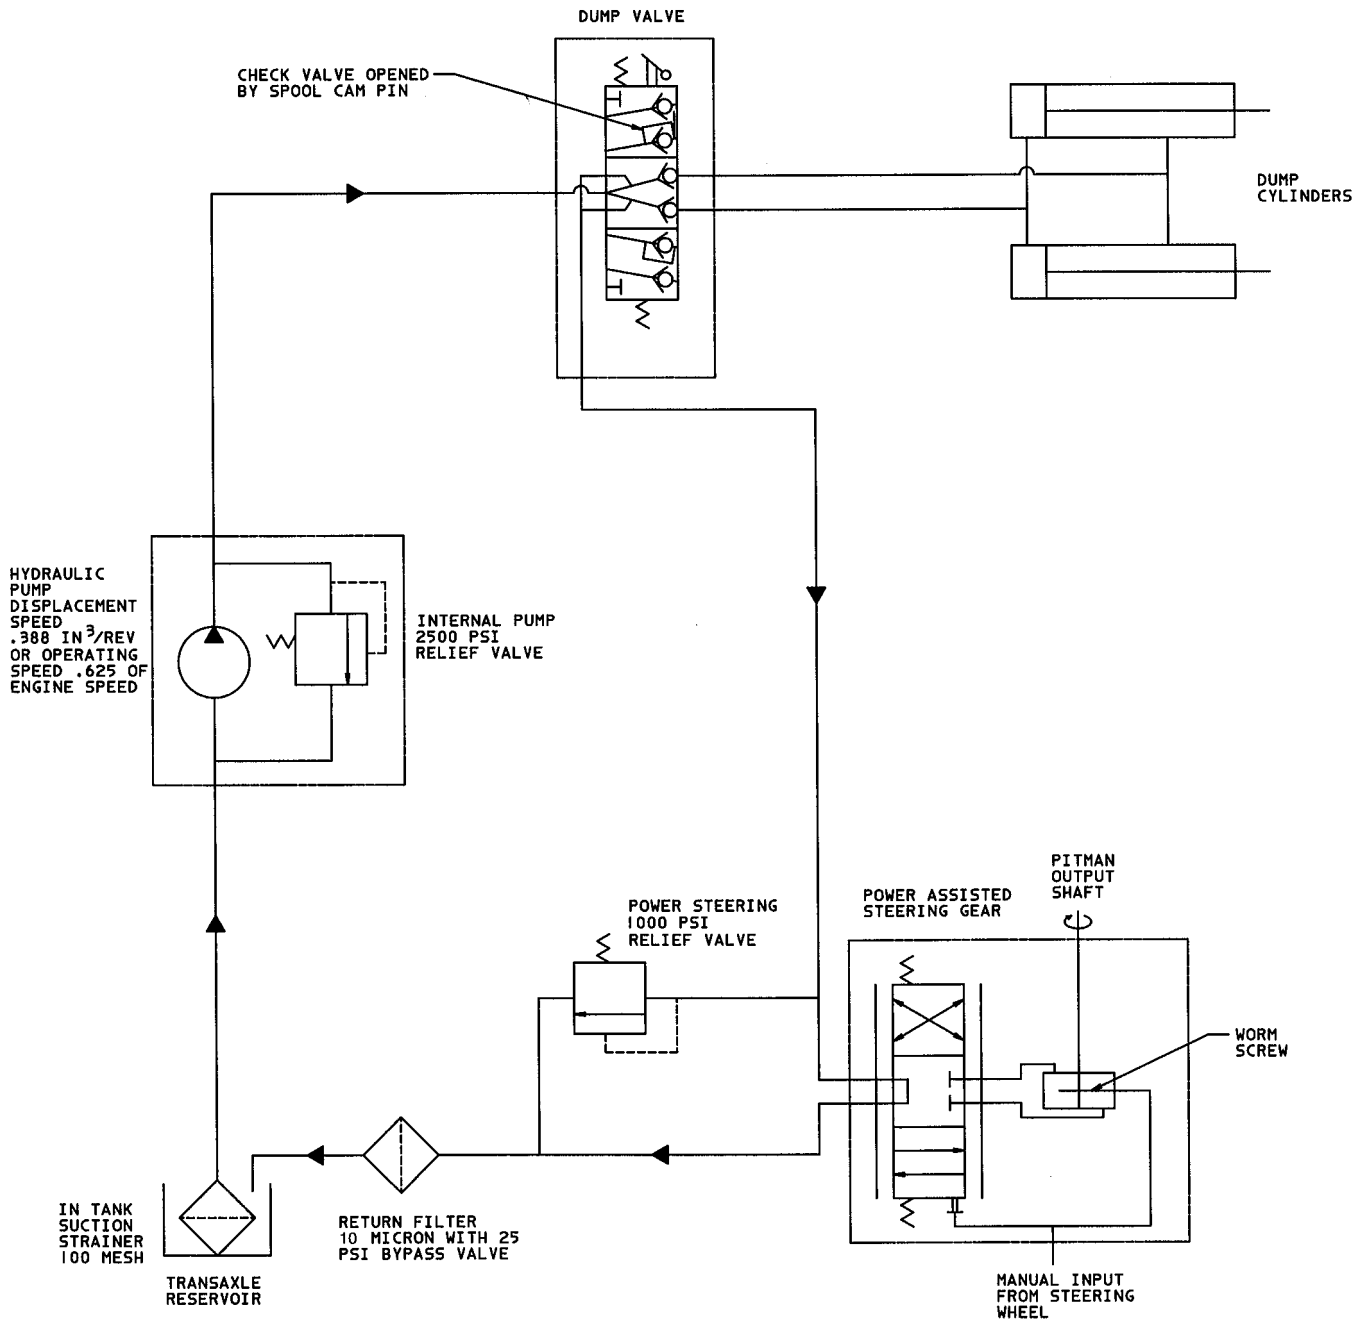 DUMP VALVE
CHECK VALVE OPENED
BY SPOOL CAM PIN
DUMP
CYLINDERS
HYDRAULIC
PUMP
DISPLACEMENT
SPEED
.388 IN³/REV
OR OPERATING
SPEED .625 OF
ENGINE SPEED
INTERNAL PUMP
2500 PSI
RELIEF VALVE
PITMAN
OUTPUT
SHAFT
POWER ASSISTED
STEERING GEAR
POWER STEERING
1000 PSI
RELIEF VALVE
WORM
SCREW
IN TANK
SUCTION
STRAINER
100 MESH
RETURN FILTER
10 MICRON WITH 25
PSI BYPASS VALVE
TRANSAXLE
RESERVOIR
MANUAL INPUT
FROM STEERING
WHEEL